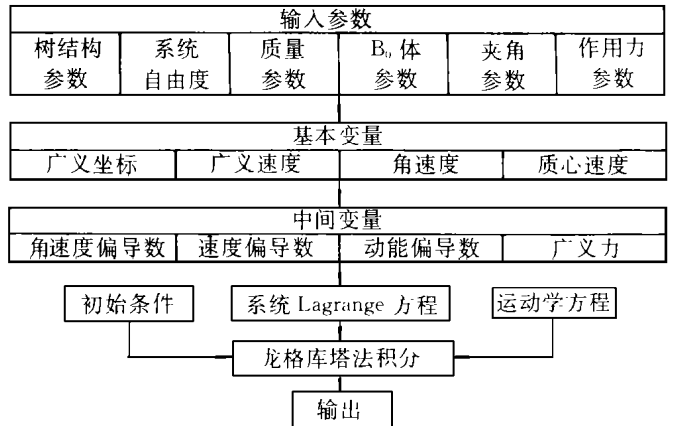 输入参数
树结构 系统 质量 B₀体 夹角 作用力
参数 自由度 参数 参数 参数 参数
基本变量
广义坐标 广义速度 角速度 质心速度
中间变量
角速度偏导数 速度偏导数 动能偏导数 广义力
初始条件 系统 Lagrange 方程 运动学方程
龙格库塔法积分
输出